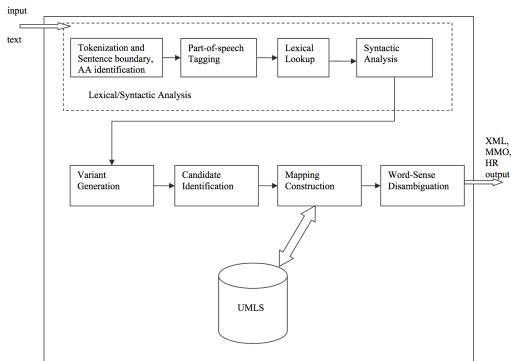 input
text
Tokenization and
Sentence boundary,
AA identification
Part-of-speech
Tagging
Lexical
Lookup
Syntactic
Analysis
Lexical/Syntactic Analysis
Variant
Generation
Candidate
Identification
Mapping
Construction
Word-Sense
Disambiguation
XML,
MMO,
HR
output
UMLS